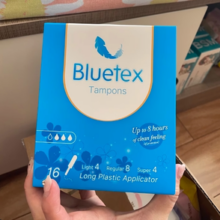 Bluetex
Tampons
Up to 8 hours
a clean feeling
16
Light 4 Regular 8 Super 4
Long Plastic Applicator